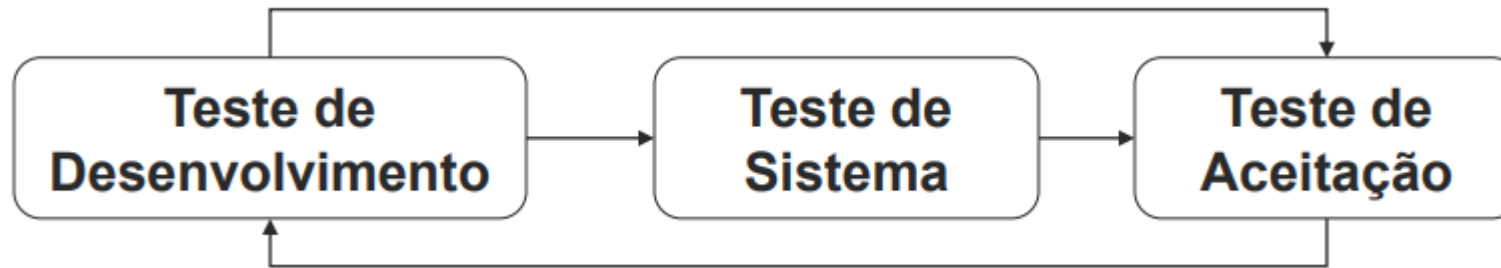 Teste de
Desenvolvimento
Teste de
Sistema
Teste de
Aceitação